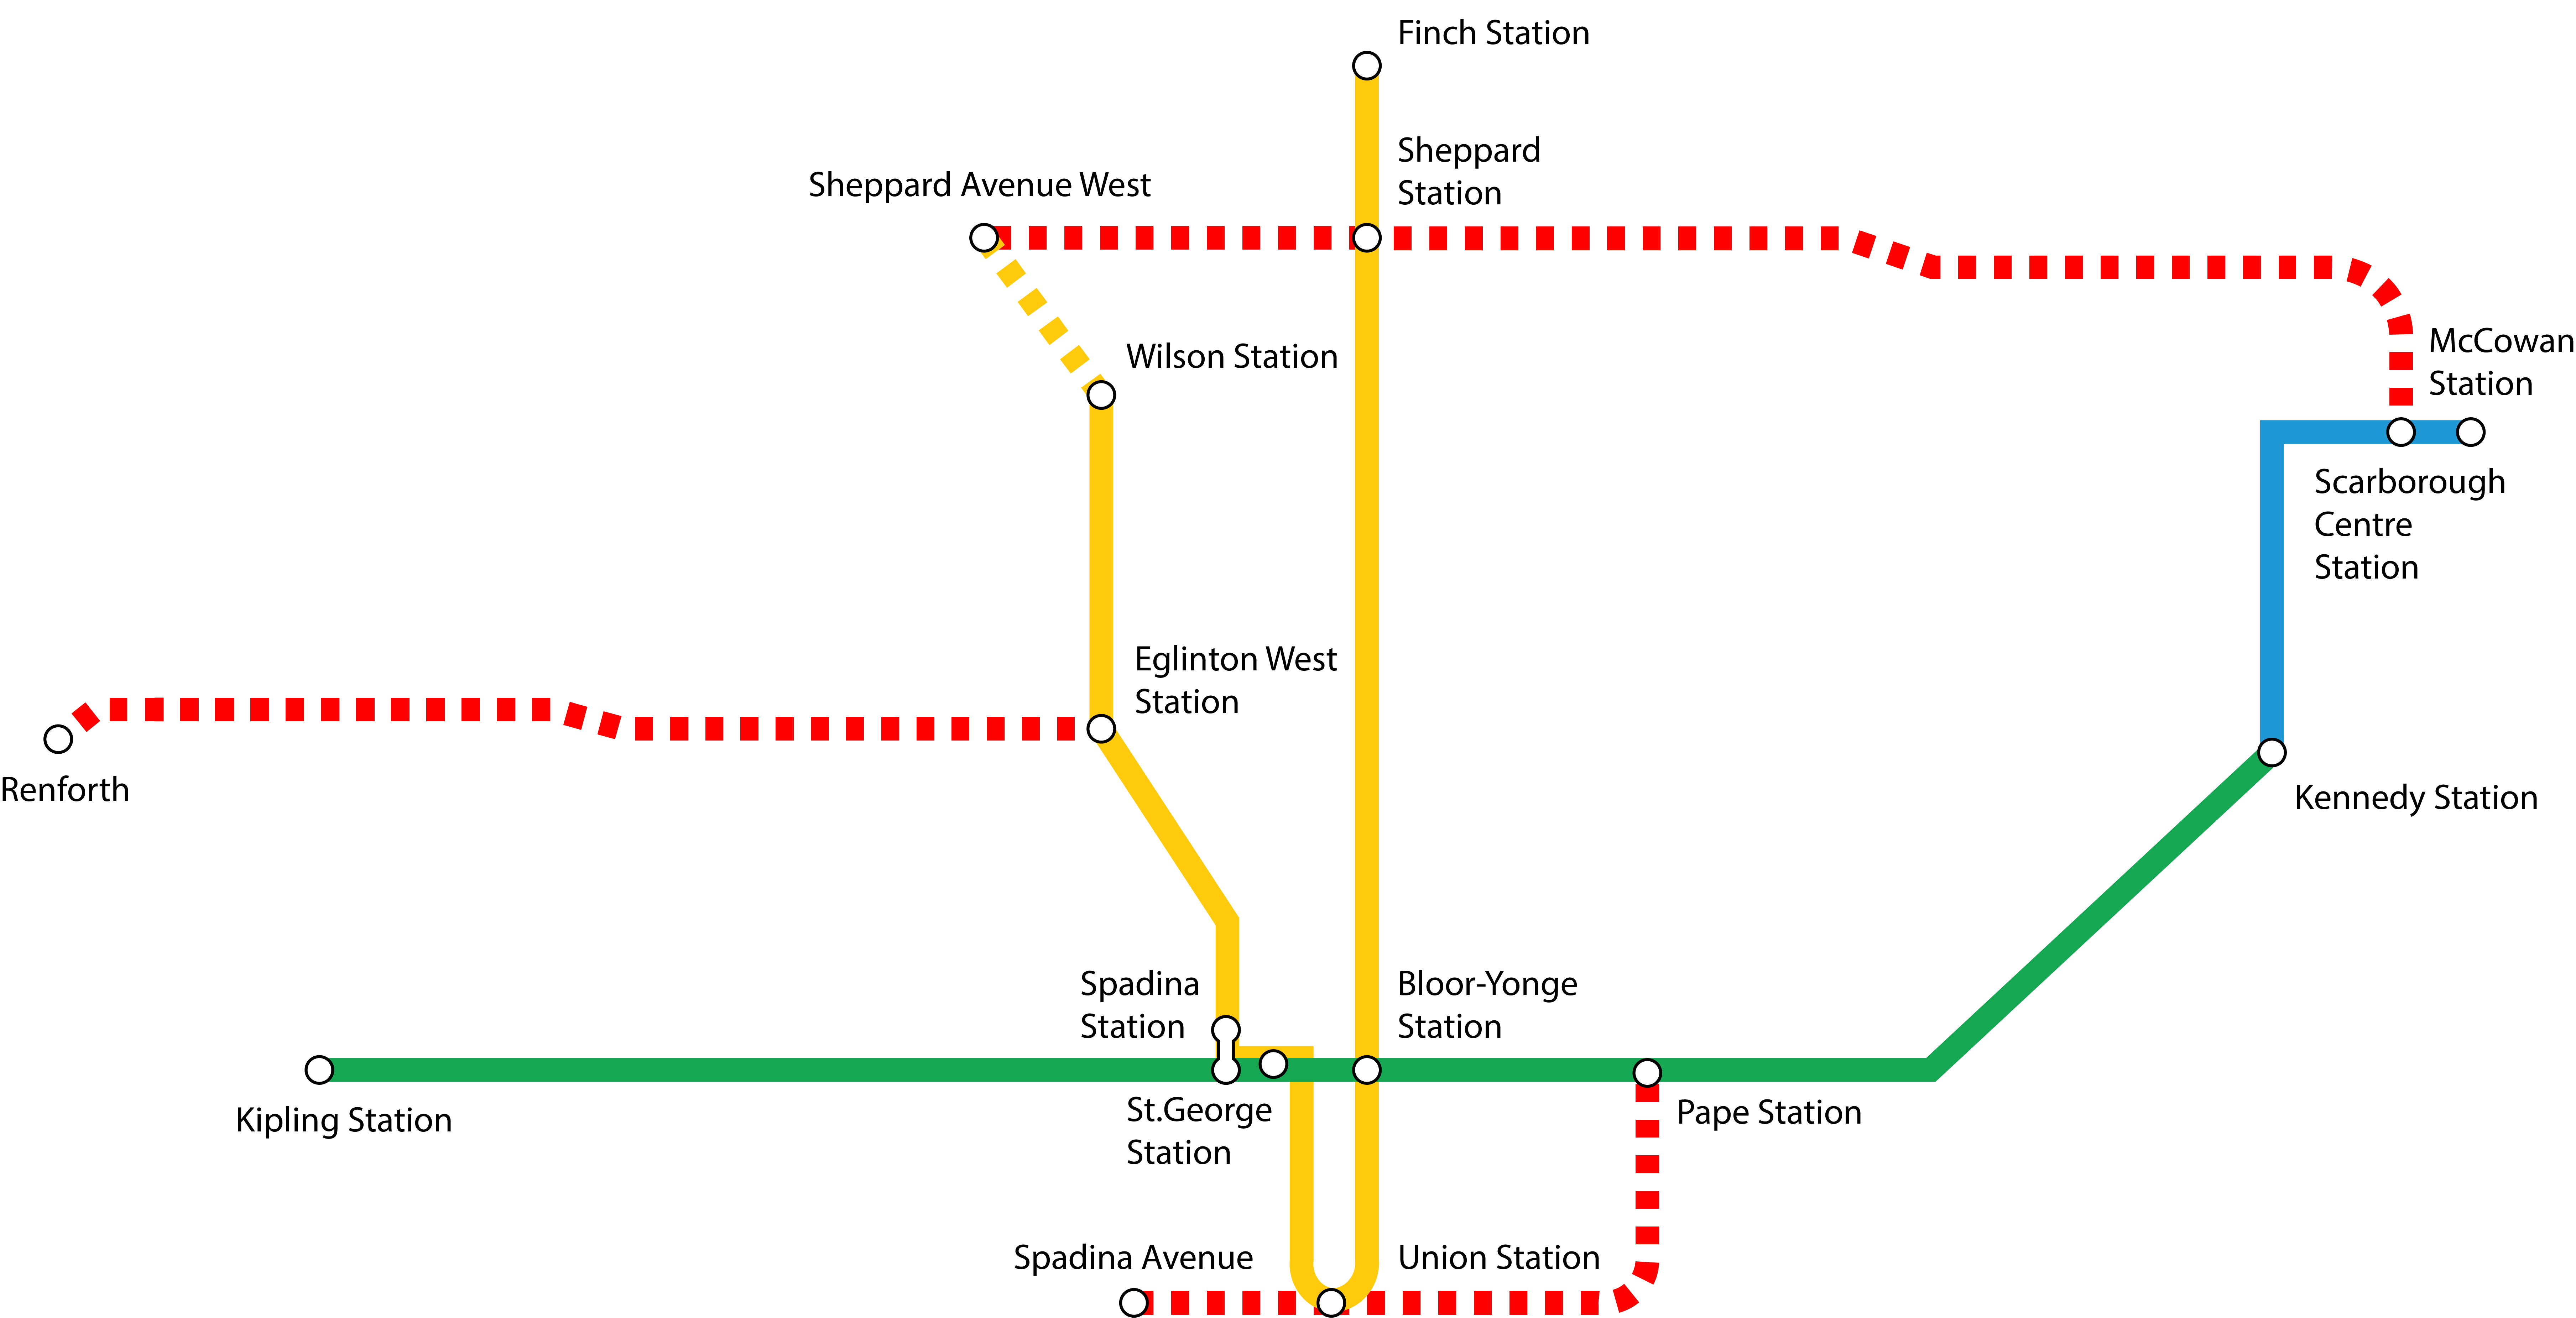 Finch Station
Sheppard
Station
Sheppard Avenue West
Wilson Station
McCowan
Station
Scarborough
Centre
Station
Eglinton West
Station
Renforth
Kennedy Station
Spadina
Station
Bloor-Yonge
Station
Kipling Station
St.George
Station
Pape Station
Spadina Avenue
Union Station